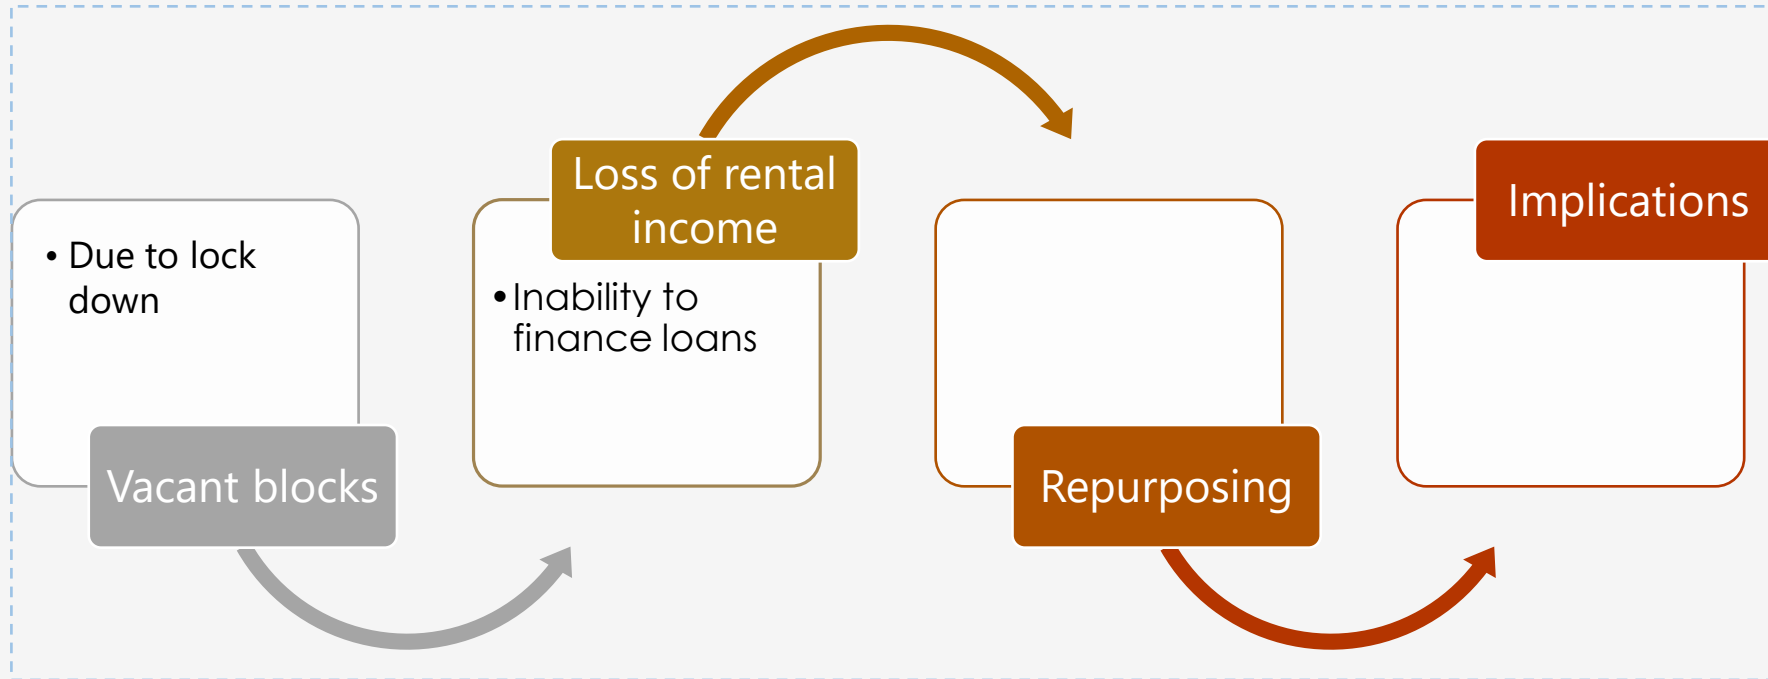 • Due to lock
down
Vacant blocks
Loss of rental
income
•Inability to
finance loans
Repurposing
Implications